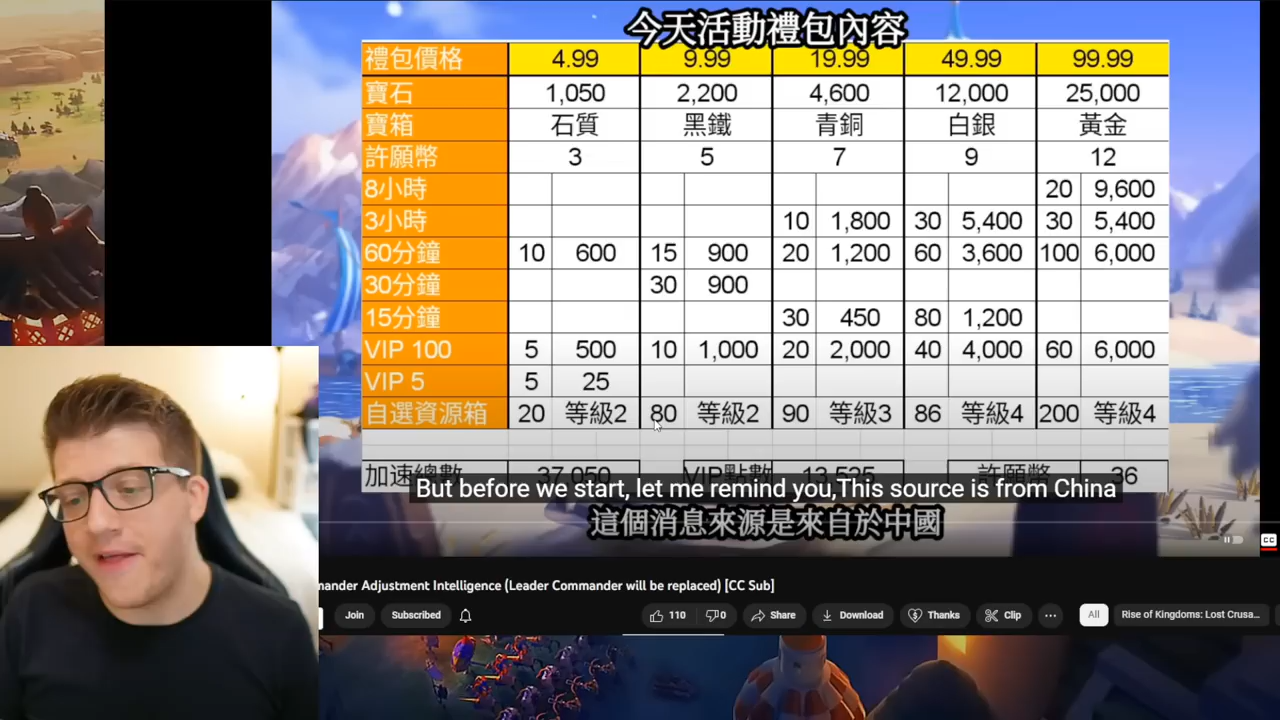 今天活動禮包內容
禮包價格 4.99 9.99 19.99 49.99 99.99
寶石 1,050 2,200 4,600 12,000 25,000
寶箱 石質 黑鐵 青銅 白銀 黃金
許願幣 3 5 7 9 12
8小時 20 9,600
3小時 10 1,800 30 5,400 30 5,400
60分鐘 10 600 15 900 20 1,200 60 3,600 100 6,000
30分鐘 30 900
15分鐘 30 450 80 1,200
VIP 100 5 500 10 1,000 20 2,000 40 4,000 60 6,000
VIP 5 5 25
自選資源箱 20 等級2 80 等級2 90 等級3 86 等級4 200 等級4
加速總數 37,050 VIP點數 13,525 許願幣 36
But before we start, let me remind you,This source is from China
這個消息來源是來自於中國
CC
mander Adjustment Intelligence (Leader Commander will be replaced) [CC Sub]
Join Subscribed 110 0 Share Download Thanks Clip ... All Rise of Kingdoms: Lost Crusa...